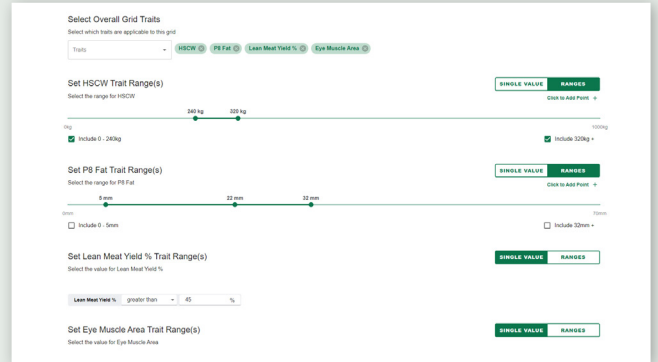 Select Overall Grid Traits
Select which traits are applicable to this grid
Traits HSCW P8 Fat Lean Meat Yield % Eye Muscle Area
Set HSCW Trait Range(s) SINGLE VALUE RANGES
Select the range for HSCW Click to Add Point +
240 kg 320 kg
0kg 1000kg
Include 0 - 240kg Include 320kg +
Set P8 Fat Trait Range(s) SINGLE VALUE RANGES
Select the range for P8 Fat Click to Add Point +
5 mm 22 mm 32 mm
0mm
Include 0 - 5mm Include 32mm +
Set Lean Meat Yield % Trait Range(s) SINGLE VALUE RANGES
Select the value for Lean Meat Yield %
Lean Meat Yield % greater than 45 %
Set Eye Muscle Area Trait Range(s) SINGLE VALUE RANGES
Select the value for Eye Muscle Area